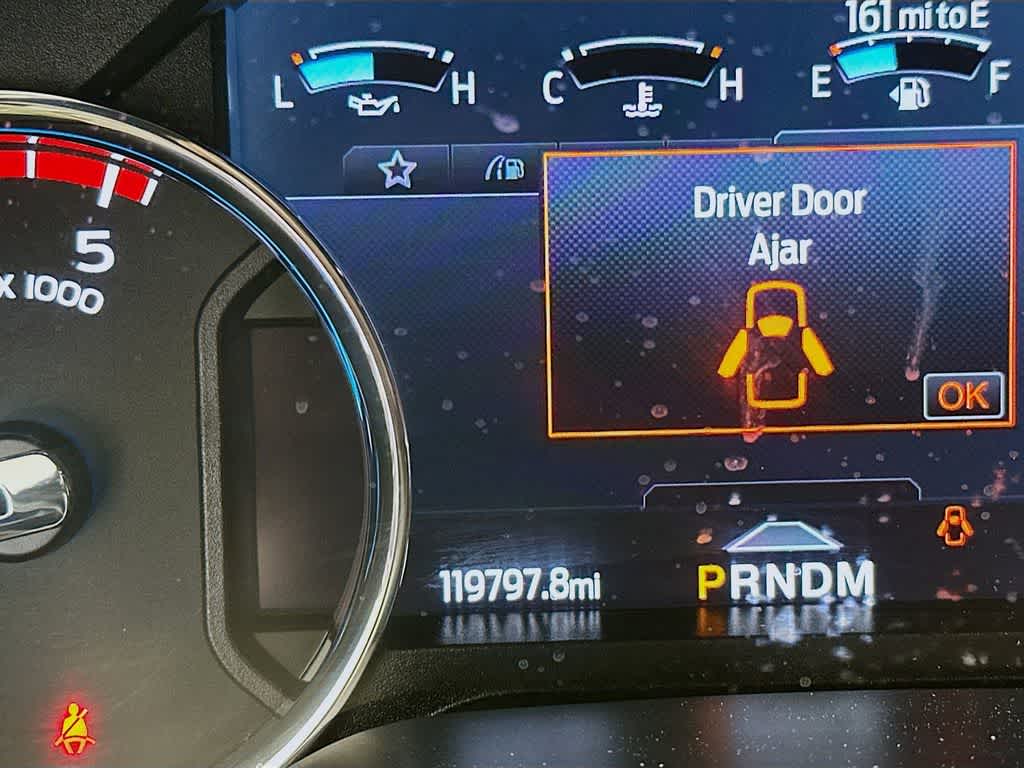 161 mi to E
L H
C H
E F
Driver Door
Ajar
OK
5
x 1000
119797.8mi
PRNDM